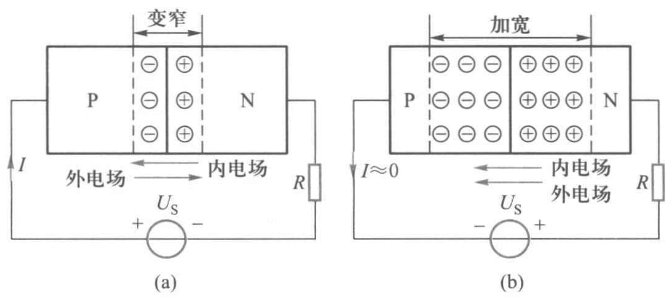 变窄
P
N
⊖ ⊕
⊖ ⊕
⊖ ⊕
I
内电场
外电场
R
U_S
+ −
(a)
加宽
P
N
⊖ ⊖ ⊖ ⊕ ⊕ ⊕
⊖ ⊖ ⊖ ⊕ ⊕ ⊕
⊖ ⊖ ⊖ ⊕ ⊕ ⊕
I≈0
内电场
外电场
R
U_S
− +
(b)